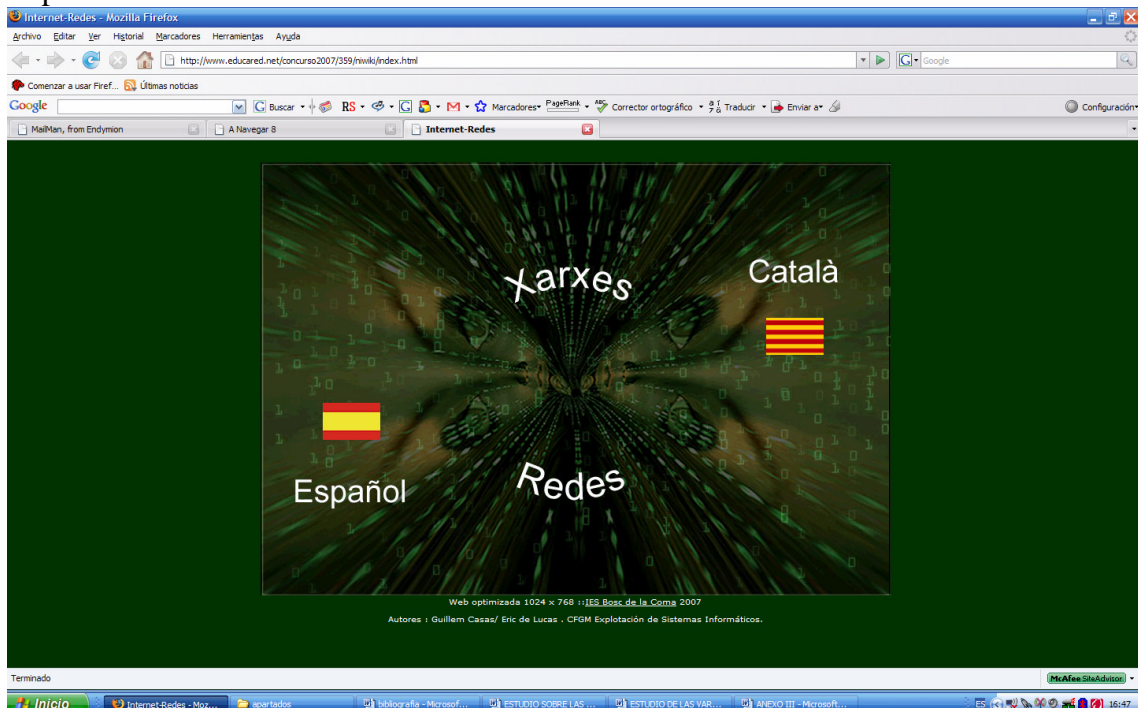 Internet-Redes - Mozilla Firefox
Archivo Editar Ver Historial Marcadores Herramientas Ayuda
http://www.educared.net/concurso2007/359/niwiki/index.html
Google
Comenzar a usar Firef... Últimas noticias
Google Buscar RS Marcadores PageRank Corrector ortográfico Traducir Enviar a Configuración
MailMan, from Endymion A Navegar 8 Internet-Redes
Xarxes
Català
Español
Redes
Web optimizada 1024 x 768 ::IES Bosc de la Coma 2007
Autores : Guillem Casas/ Eric de Lucas . CFGM Explotación de Sistemas Informáticos.
Terminado McAfee SiteAdvisor
Inicio Internet-Redes - Moz... apartados bibliografia - Microsof... ESTUDIO SOBRE LAS ... ESTUDIO DE LAS VAR... ANEXO III - Microsoft... ES 16:47